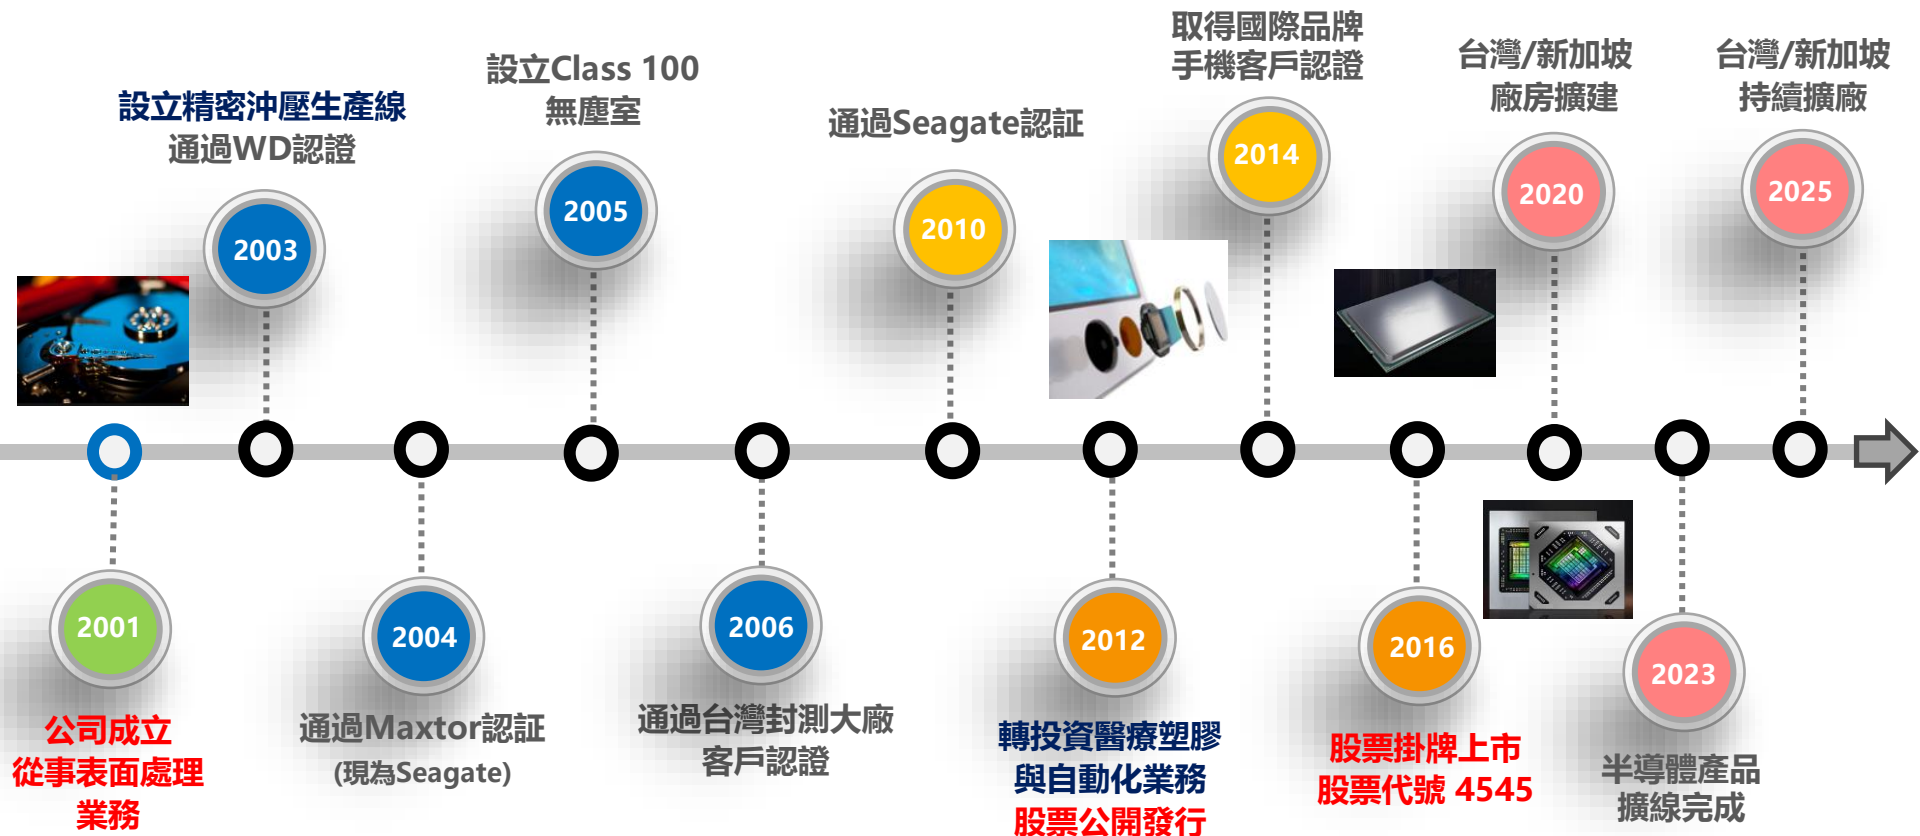 2001
公司成立
從事表面處理
業務
設立精密沖壓生產線
通過WD認證
2003
2004
通過Maxtor認証
(現為Seagate)
設立Class 100
無塵室
2005
2006
通過台灣封測大廠
客戶認證
通過Seagate認証
2010
2012
轉投資醫療塑膠
與自動化業務
股票公開發行
取得國際品牌
手機客戶認證
2014
2016
股票掛牌上市
股票代號 4545
台灣/新加坡
廠房擴建
2020
2023
半導體產品
擴線完成
台灣/新加坡
持續擴廠
2025